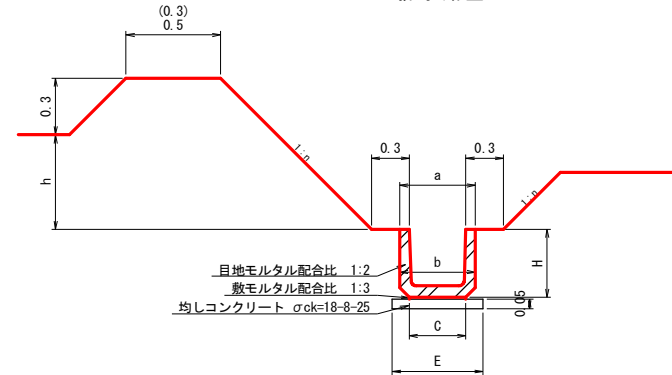 (0.3)
0.5
0.3
h
1:n
0.3
0.3
a
1:n
b
H
目地モルタル配合比 1:2
敷モルタル配合比 1:3
均しコンクリート σck=18-8-25
0.05
C
E